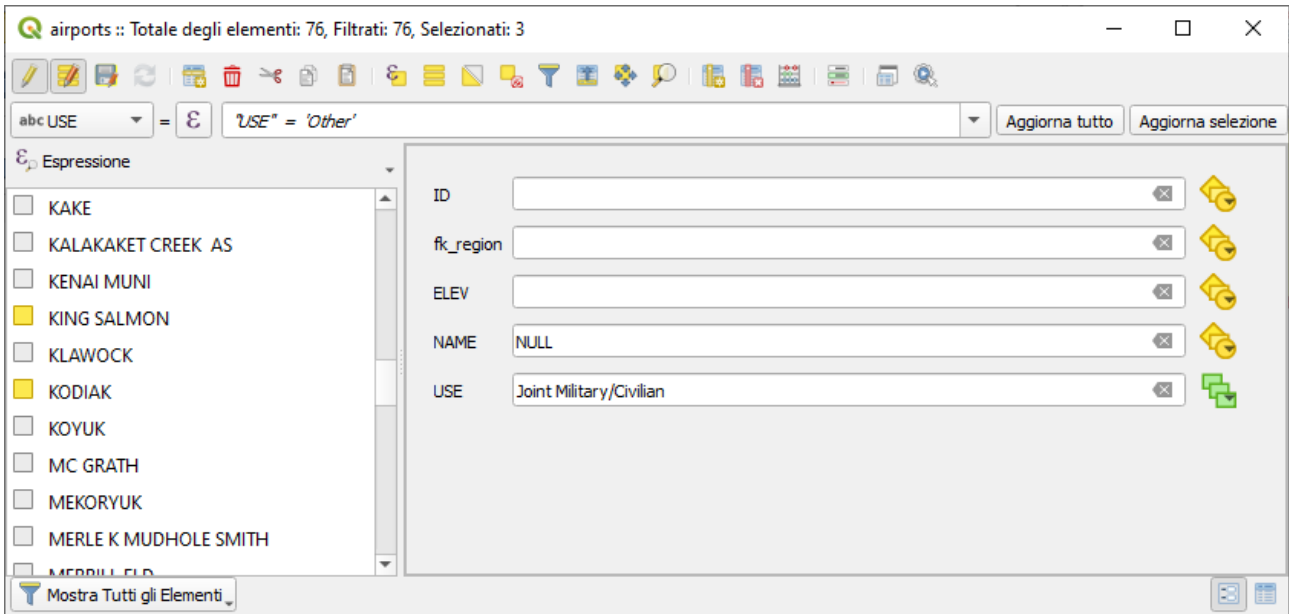 airports :: Totale degli elementi: 76, Filtrati: 76, Selezionati: 3
abc USE = ε "USE" = 'Other' Aggiorna tutto Aggiorna selezione
Espressione
KAKE
KALAKAKET CREEK AS
KENAI MUNI
KING SALMON
KLAWOCK
KODIAK
KOYUK
MC GRATH
MEKORYUK
MERLE K MUDHOLE SMITH
ID
fk_region
ELEV
NAME NULL
USE Joint Military/Civilian
Mostra Tutti gli Elementi